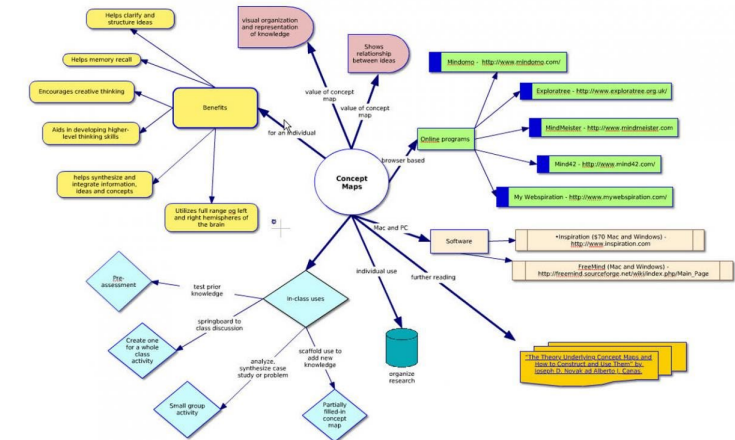 Helps clarify and
structure ideas
Helps memory recall
Encourages creative thinking
Aids in developing higher-
level thinking skills
helps synthesize and
integrate information,
ideas and concepts
Utilizes full range og left
and right hemispheres of
the brain
Benefits
for an individual
visual organization
and representation
of knowledge
value of concept
map
Shows
relationship
between ideas
value of concept
map
Concept
Maps
browser based
Online programs
Mindomo - http://www.mindomo.com/
Exploratree - http://www.exploratree.org.uk/
MindMeister - http://www.mindmeister.com
Mind42 - http://www.mind42.com/
My Webspiration - http://www.mywebspiration.com/
Mac and PC
Software
•Inspiration ($70 Mac and Windows) -
http://www.inspiration.com
FreeMind (Mac and Windows) -
http://freemind.sourceforge.net/wiki/index.php/Main_Page
further reading
"The Theory Underlying Concept Maps and
How to Construct and Use Them" by
Joseph D. Novak ad Alberto J. Canas.
individual use
organize
research
in-class uses
test prior
knowledge
Pre-
assessment
springboard to
class discussion
Create one
for a whole
class
activity
analyze,
synthesize case
study or problem
Small group
activity
scaffold use to
add new
knowledge
Partially
filled-in
concept
map